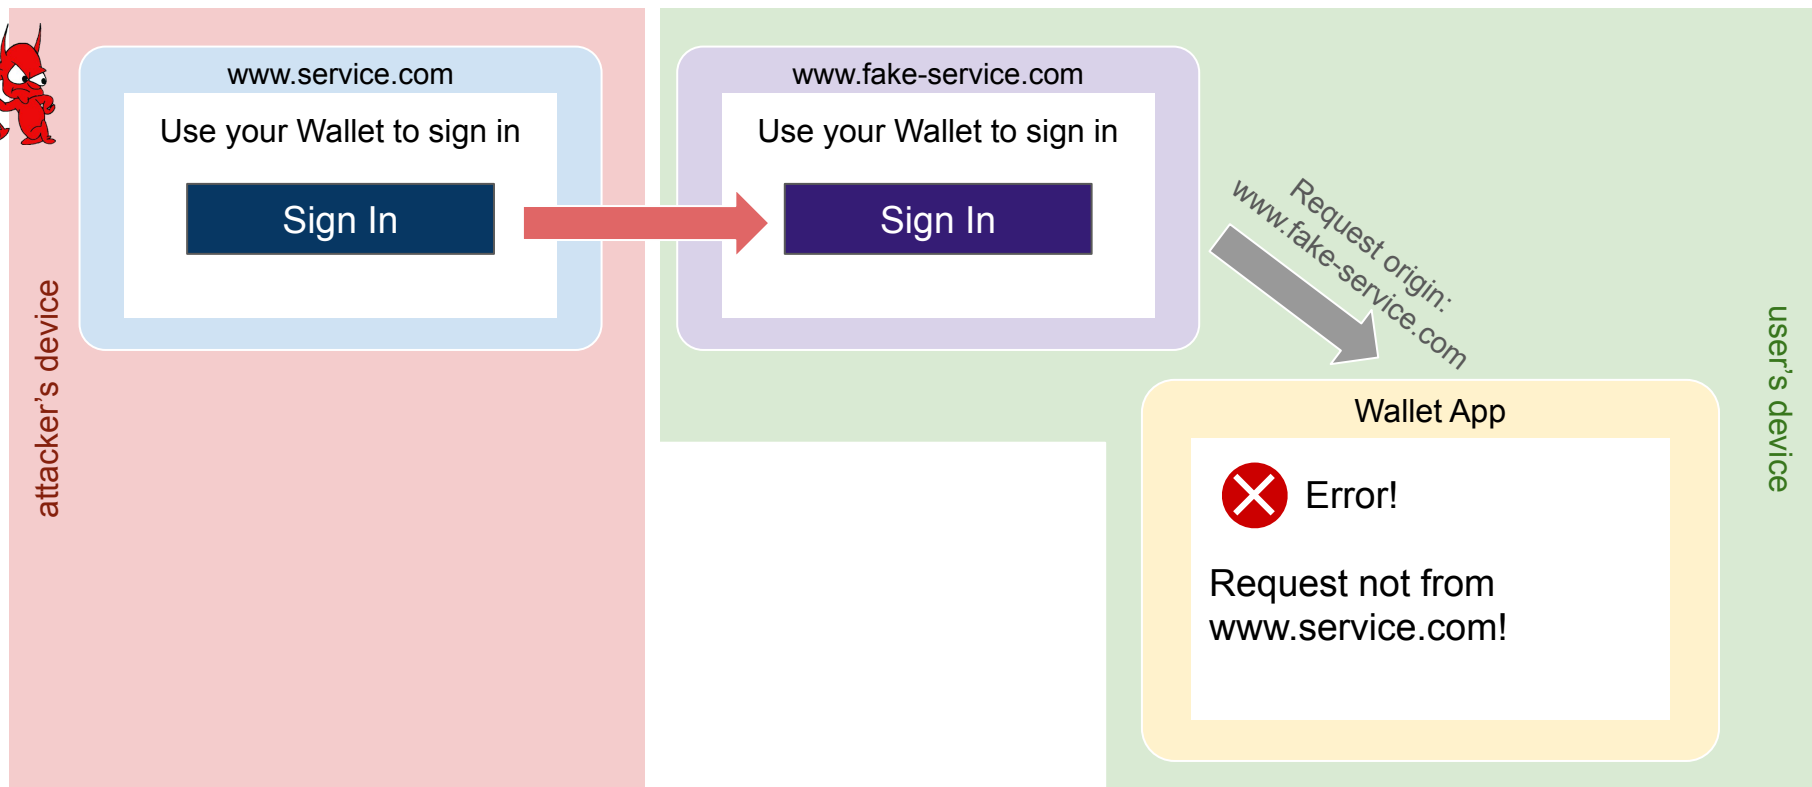 www.service.com
Use your Wallet to sign in
Sign In
attacker's device
www.fake-service.com
Use your Wallet to sign in
Sign In
Request origin:
www.fake-service.com
user's device
Wallet App
Error!
Request not from
www.service.com!